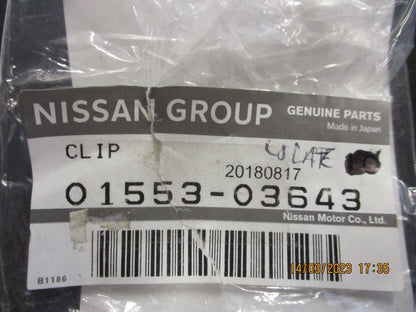 NISSAN GROUP
GENUINE PARTS
Made in Japan
CLIP
20180817
01553-03643
Nissan Motor Co., Ltd.
B1186
14/03/2023 17:35